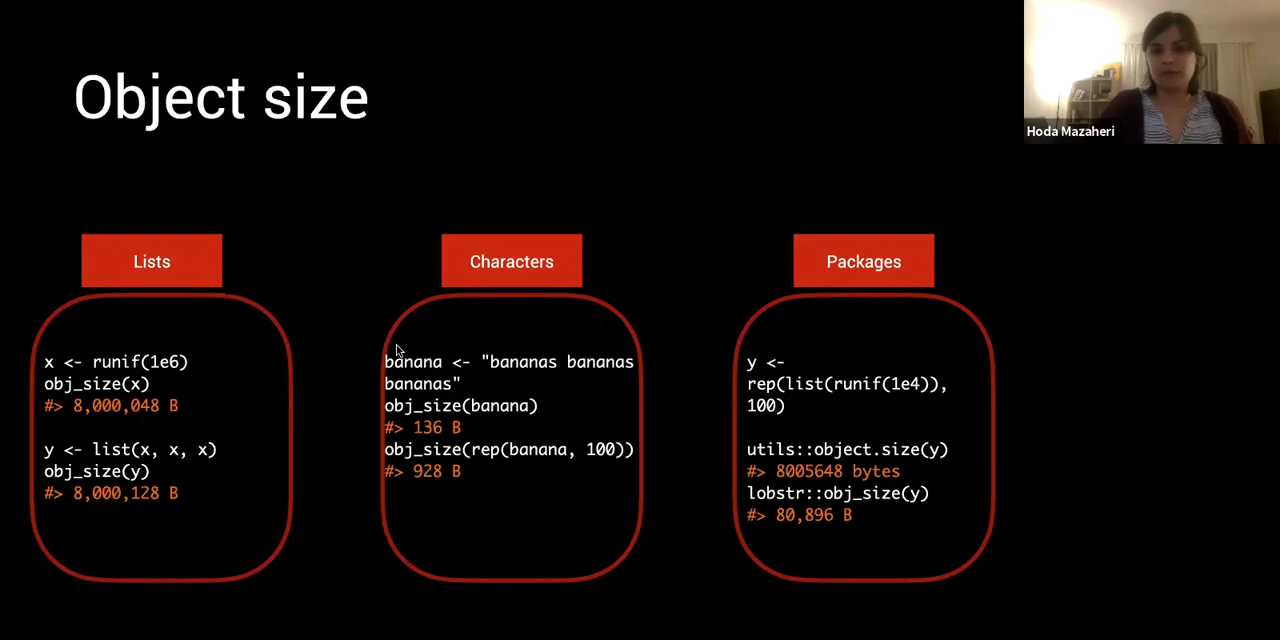 Object size
Hoda Mazaheri
Lists
x <- runif(1e6)
obj_size(x)
#> 8,000,048 B
y <- list(x, x, x)
obj_size(y)
#> 8,000,128 B
Characters
banana <- "bananas bananas
bananas"
obj_size(banana)
#> 136 B
obj_size(rep(banana, 100))
#> 928 B
Packages
y <-
rep(list(runif(1e4)),
100)
utils::object.size(y)
#> 8005648 bytes
lobstr::obj_size(y)
#> 80,896 B